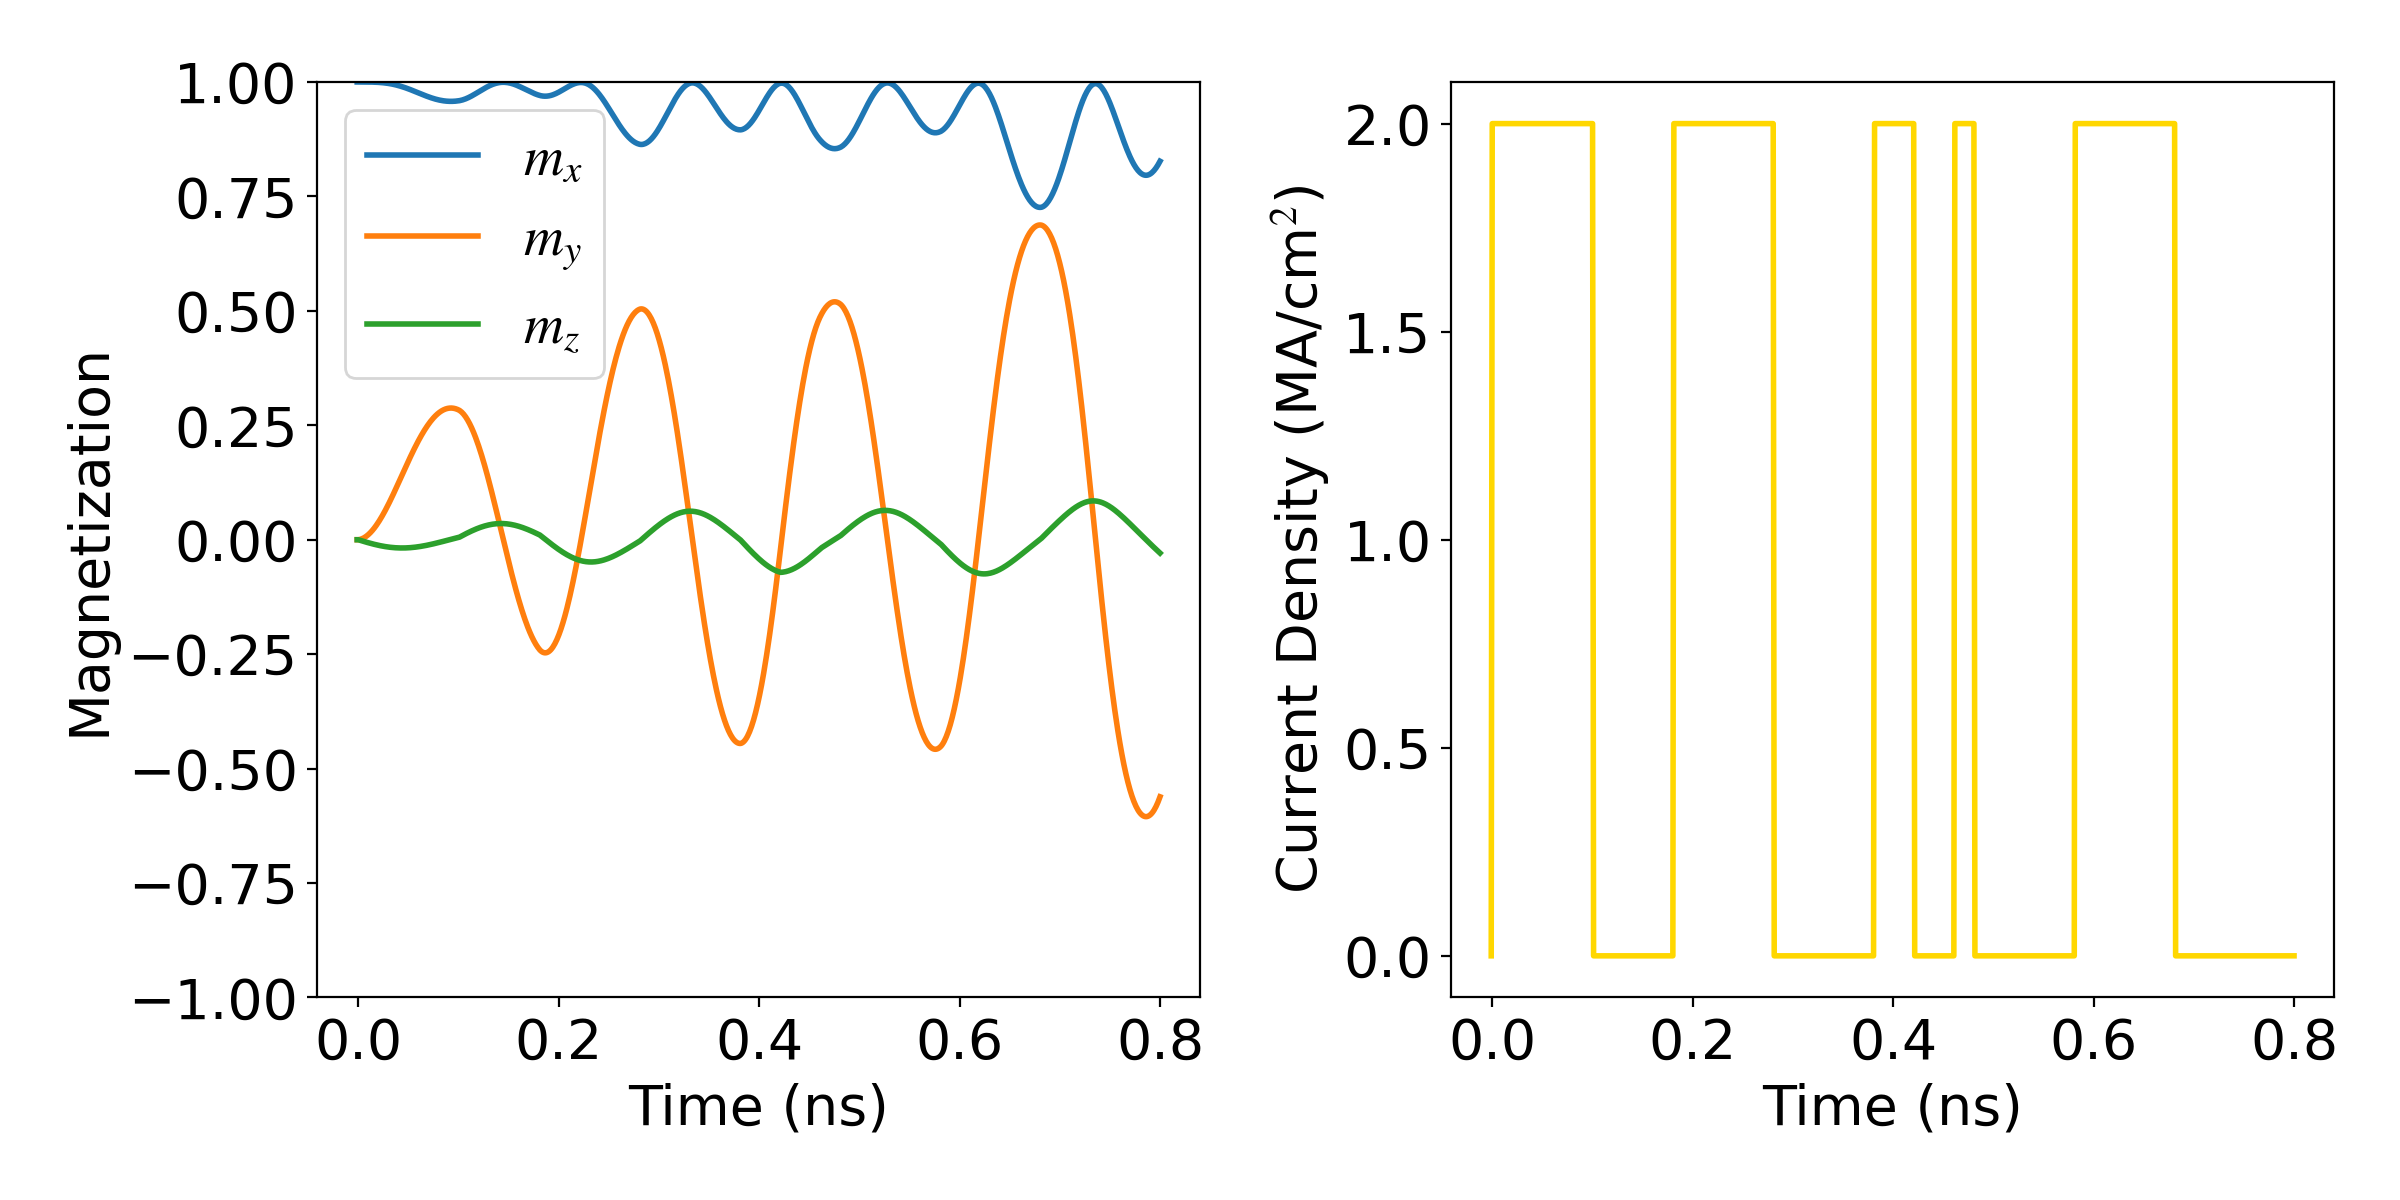 1.00
0.75
0.50
0.25
0.00
−0.25
−0.50
−0.75
−1.00
Magnetization
m_x
m_y
m_z
0.0 0.2 0.4 0.6 0.8
Time (ns)
2.0
1.5
1.0
0.5
0.0
Current Density (MA/cm²)
0.0 0.2 0.4 0.6 0.8
Time (ns)